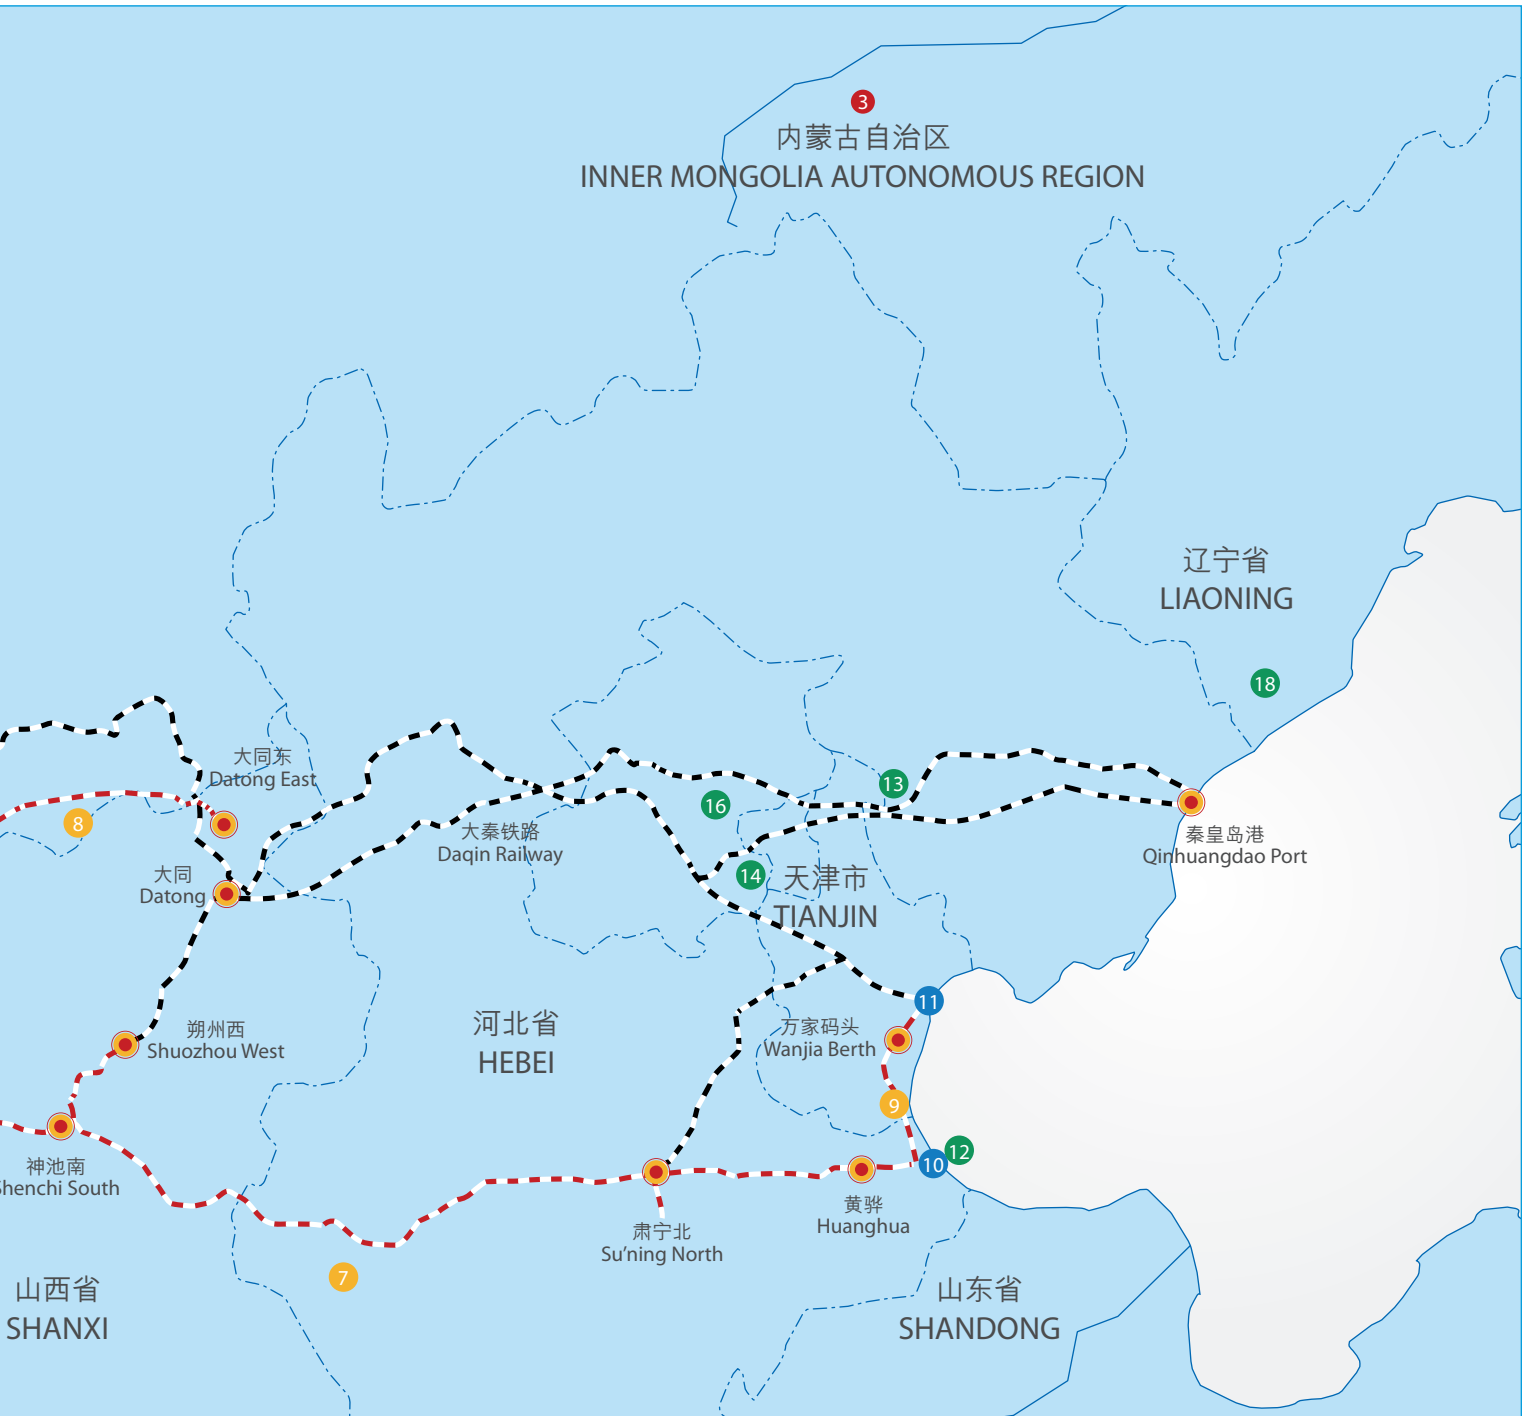 3
内蒙古自治区
INNER MONGOLIA AUTONOMOUS REGION
辽宁省
LIAONING
18
大同东
Datong East
8
13
16
大秦铁路
Daqin Railway
秦皇岛港
Qinhuangdao Port
大同
Datong
14
天津市
TIANJIN
11
朔州西
Shuozhou West
河北省
HEBEI
万家码头
Wanjia Berth
9
12
10
神池南
Shenchi South
黄骅
Huanghua
肃宁北
Su'ning North
7
山西省
SHANXI
山东省
SHANDONG